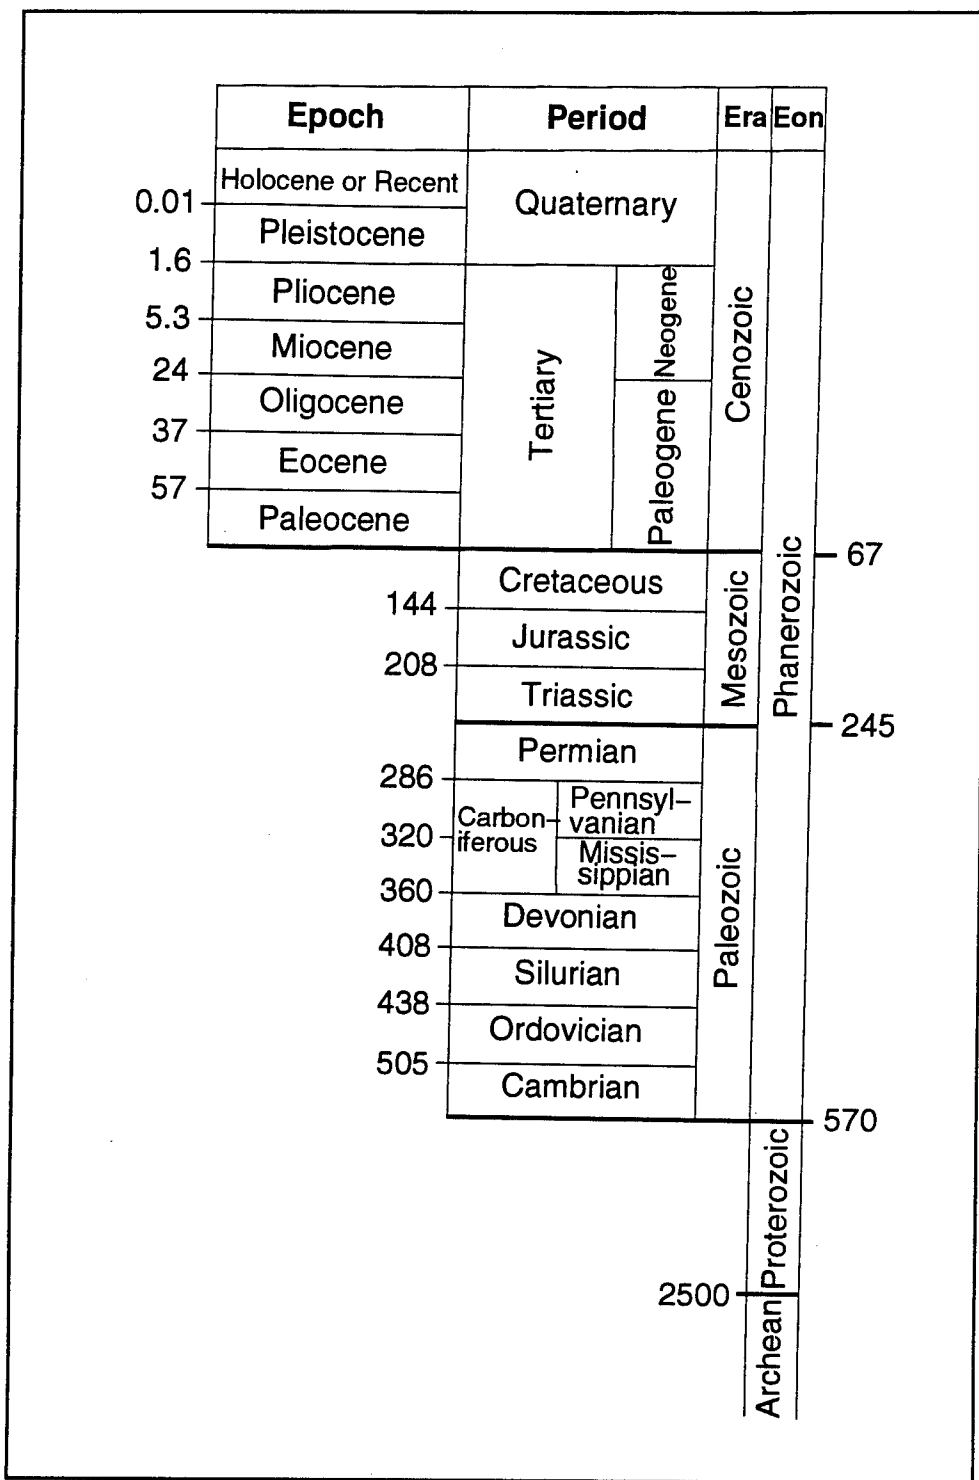 Epoch Period Era Eon
Holocene or Recent
0.01
Quaternary
Pleistocene
1.6
Pliocene
5.3
Miocene
24
Oligocene
37
Eocene
57
Paleocene
Tertiary
Neogene
Paleogene
Cenozoic
67
Cretaceous
144
Jurassic
208
Triassic
Mesozoic
Phanerozoic
245
Permian
286
Carbon–
iferous
Pennsyl–
vanian
320
Missis–
sippian
360
Devonian
408
Silurian
438
Ordovician
505
Cambrian
Paleozoic
570
Proterozoic
2500
Archean